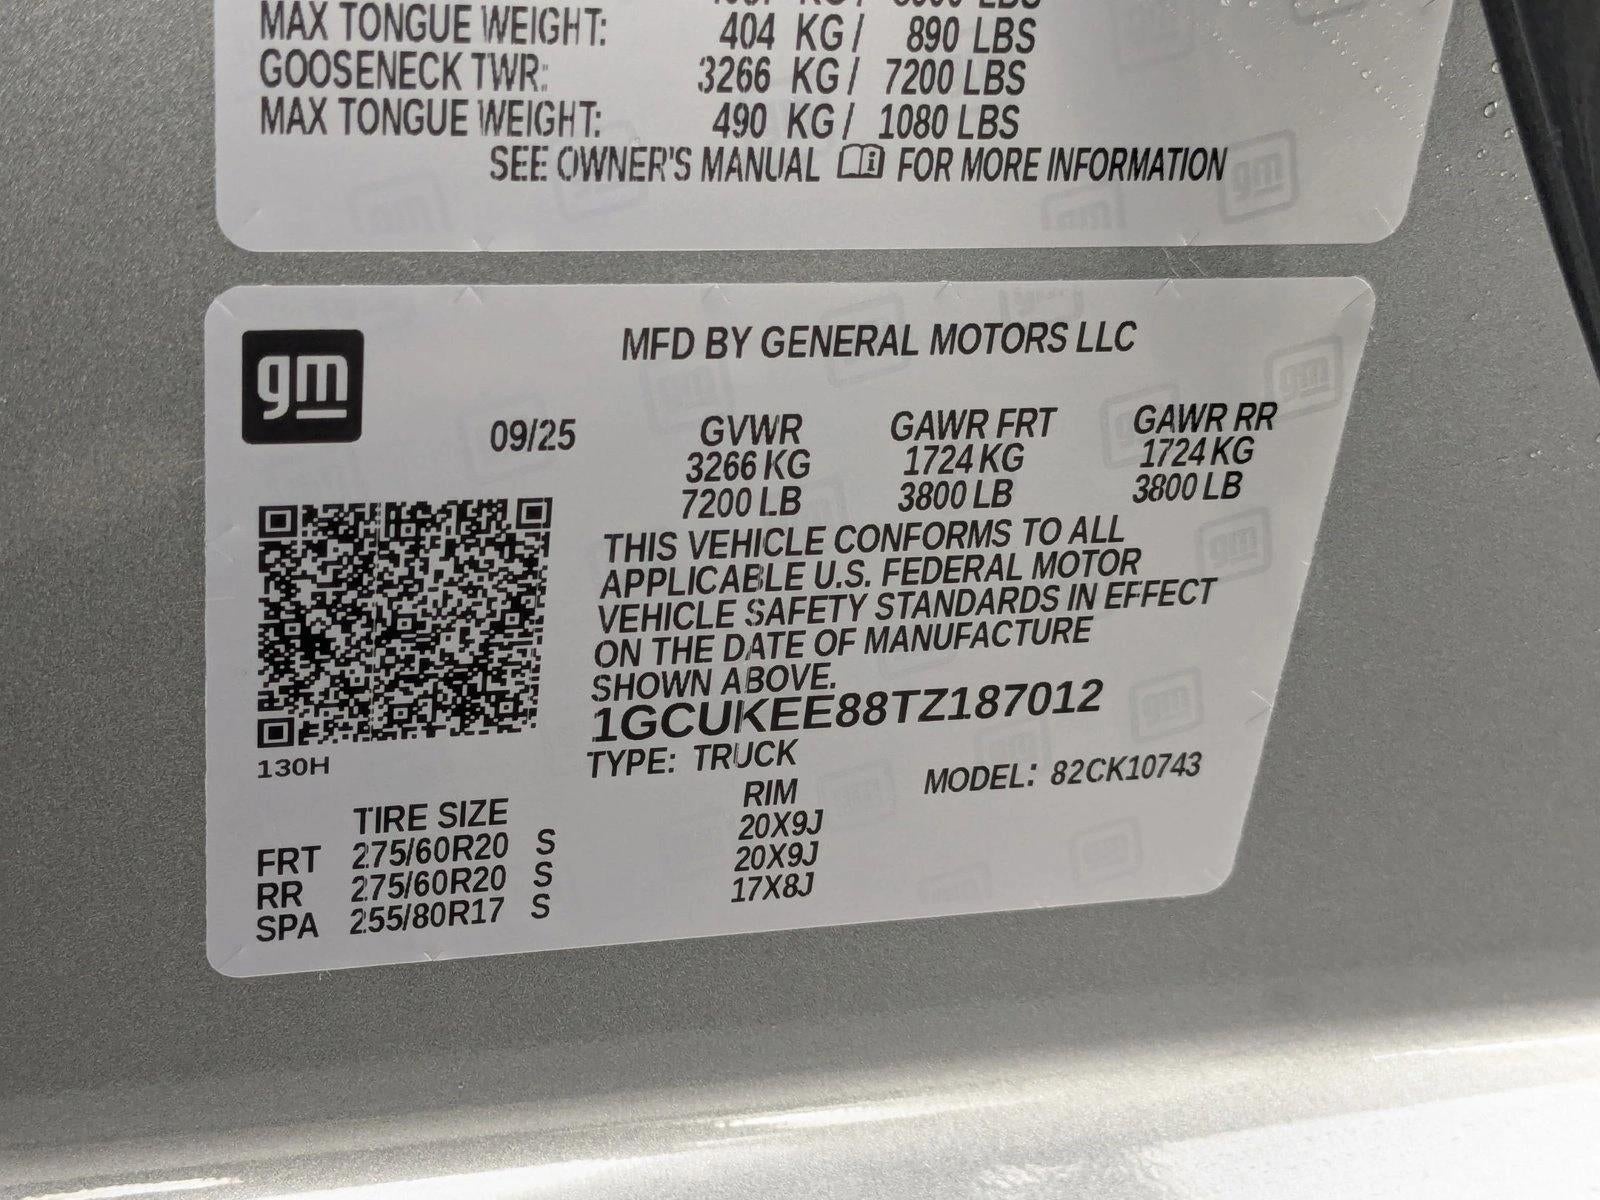 MAX TONGUE WEIGHT: 404 KG / 890 LBS
GOOSENECK TWR: 3266 KG / 7200 LBS
MAX TONGUE WEIGHT: 490 KG / 1080 LBS
SEE OWNER'S MANUAL FOR MORE INFORMATION
gm
MFD BY GENERAL MOTORS LLC
09/25 GVWR GAWR FRT GAWR RR
3266 KG 1724 KG 1724 KG
7200 LB 3800 LB 3800 LB
THIS VEHICLE CONFORMS TO ALL
APPLICABLE U.S. FEDERAL MOTOR
VEHICLE SAFETY STANDARDS IN EFFECT
ON THE DATE OF MANUFACTURE
SHOWN ABOVE.
1GCUKEE88TZ187012
130H
TYPE: TRUCK MODEL: 82CK10743
TIRE SIZE RIM
FRT 275/60R20 S 20X9J
RR 275/60R20 S 20X9J
SPA 255/80R17 S 17X8J